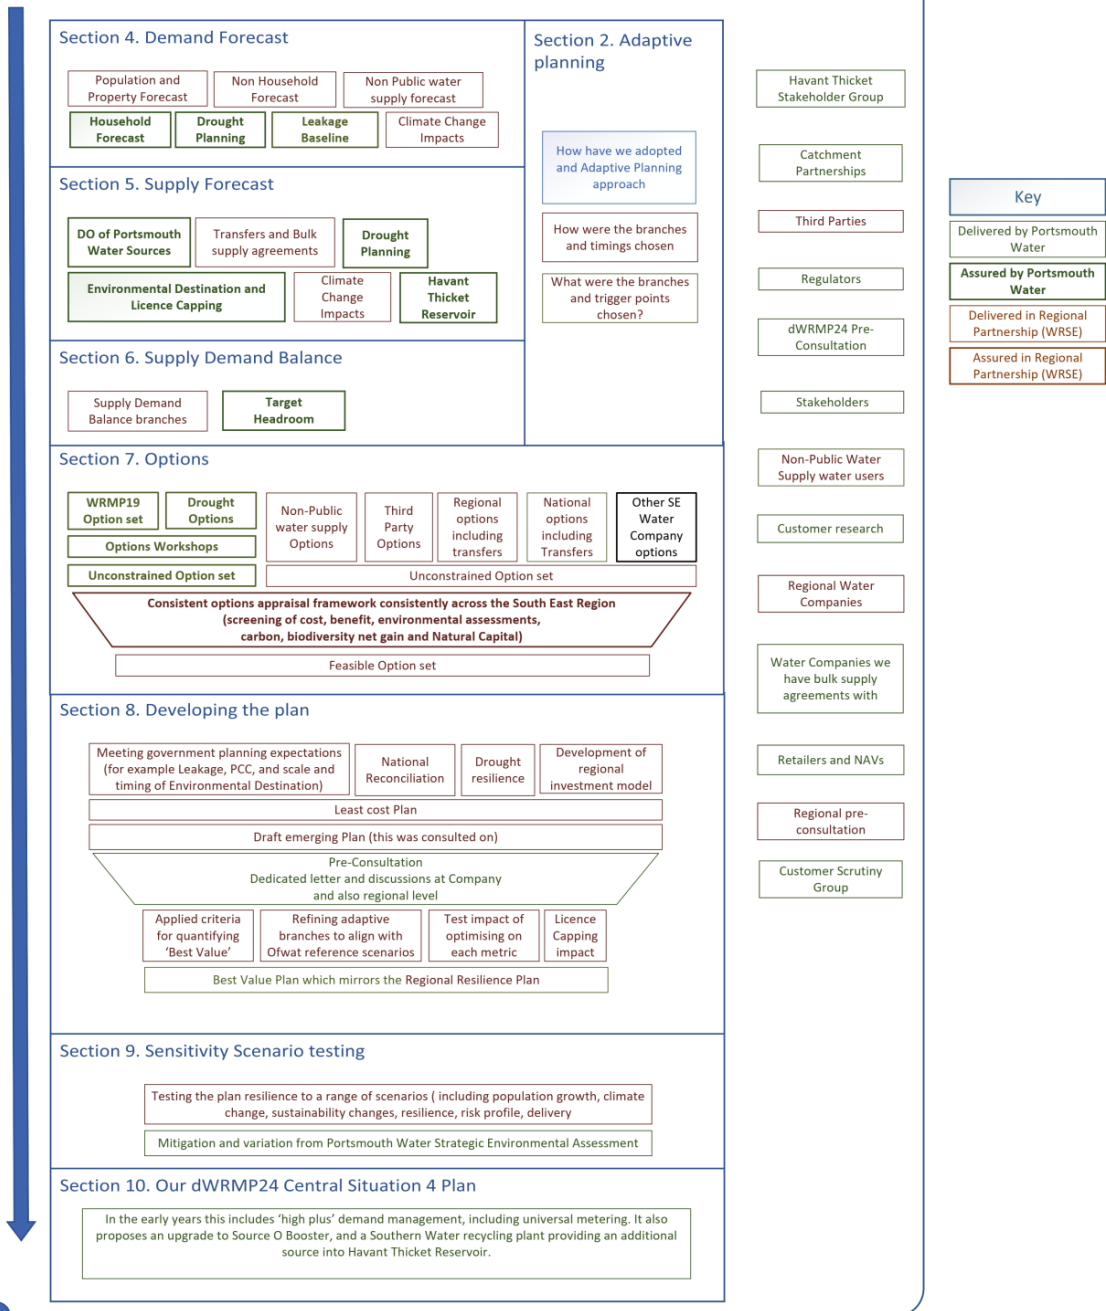 Section 4. Demand Forecast
Population and
Property Forecast
Non Household
Forecast
Non Public water
supply forecast
Household
Forecast
Drought
Planning
Leakage
Baseline
Climate Change
Impacts
Section 2. Adaptive
planning
How have we adopted
and Adaptive Planning
approach
How were the branches
and timings chosen
What were the branches
and trigger points
chosen?
Section 5. Supply Forecast
DO of Portsmouth
Water Sources
Transfers and Bulk
supply agreements
Drought
Planning
Environmental Destination and
Licence Capping
Climate
Change
Impacts
Havant
Thicket
Reservoir
Section 6. Supply Demand Balance
Supply Demand
Balance branches
Target
Headroom
Section 7. Options
WRMP19
Option set
Drought
Options
Options Workshops
Unconstrained Option set
Non-Public
water supply
Options
Third
Party
Options
Regional
options
including
transfers
National
options
including
Transfers
Other SE
Water
Company
options
Unconstrained Option set
Consistent options appraisal framework consistently across the South East Region
(screening of cost, benefit, environmental assessments,
carbon, biodiversity net gain and Natural Capital)
Feasible Option set
Section 8. Developing the plan
Meeting government planning expectations
(for example Leakage, PCC, and scale and
timing of Environmental Destination)
National
Reconciliation
Drought
resilience
Development of
regional
investment model
Least cost Plan
Draft emerging Plan (this was consulted on)
Pre-Consultation
Dedicated letter and discussions at Company
and also regional level
Applied criteria
for quantifying
‘Best Value’
Refining adaptive
branches to align with
Ofwat reference scenarios
Test impact of
optimising on
each metric
Licence
Capping
impact
Best Value Plan which mirrors the Regional Resilience Plan
Section 9. Sensitivity Scenario testing
Testing the plan resilience to a range of scenarios ( including population growth, climate
change, sustainability changes, resilience, risk profile, delivery
Mitigation and variation from Portsmouth Water Strategic Environmental Assessment
Section 10. Our dWRMP24 Central Situation 4 Plan
In the early years this includes ‘high plus’ demand management, including universal metering. It also
proposes an upgrade to Source O Booster, and a Southern Water recycling plant providing an additional
source into Havant Thicket Reservoir.
Havant Thicket
Stakeholder Group
Catchment
Partnerships
Third Parties
Regulators
dWRMP24 Pre-
Consultation
Stakeholders
Non-Public Water
Supply water users
Customer research
Regional Water
Companies
Water Companies we
have bulk supply
agreements with
Retailers and NAVs
Regional pre-
consultation
Customer Scrutiny
Group
Key
Delivered by Portsmouth
Water
Assured by Portsmouth
Water
Delivered in Regional
Partnership (WRSE)
Assured in Regional
Partnership (WRSE)